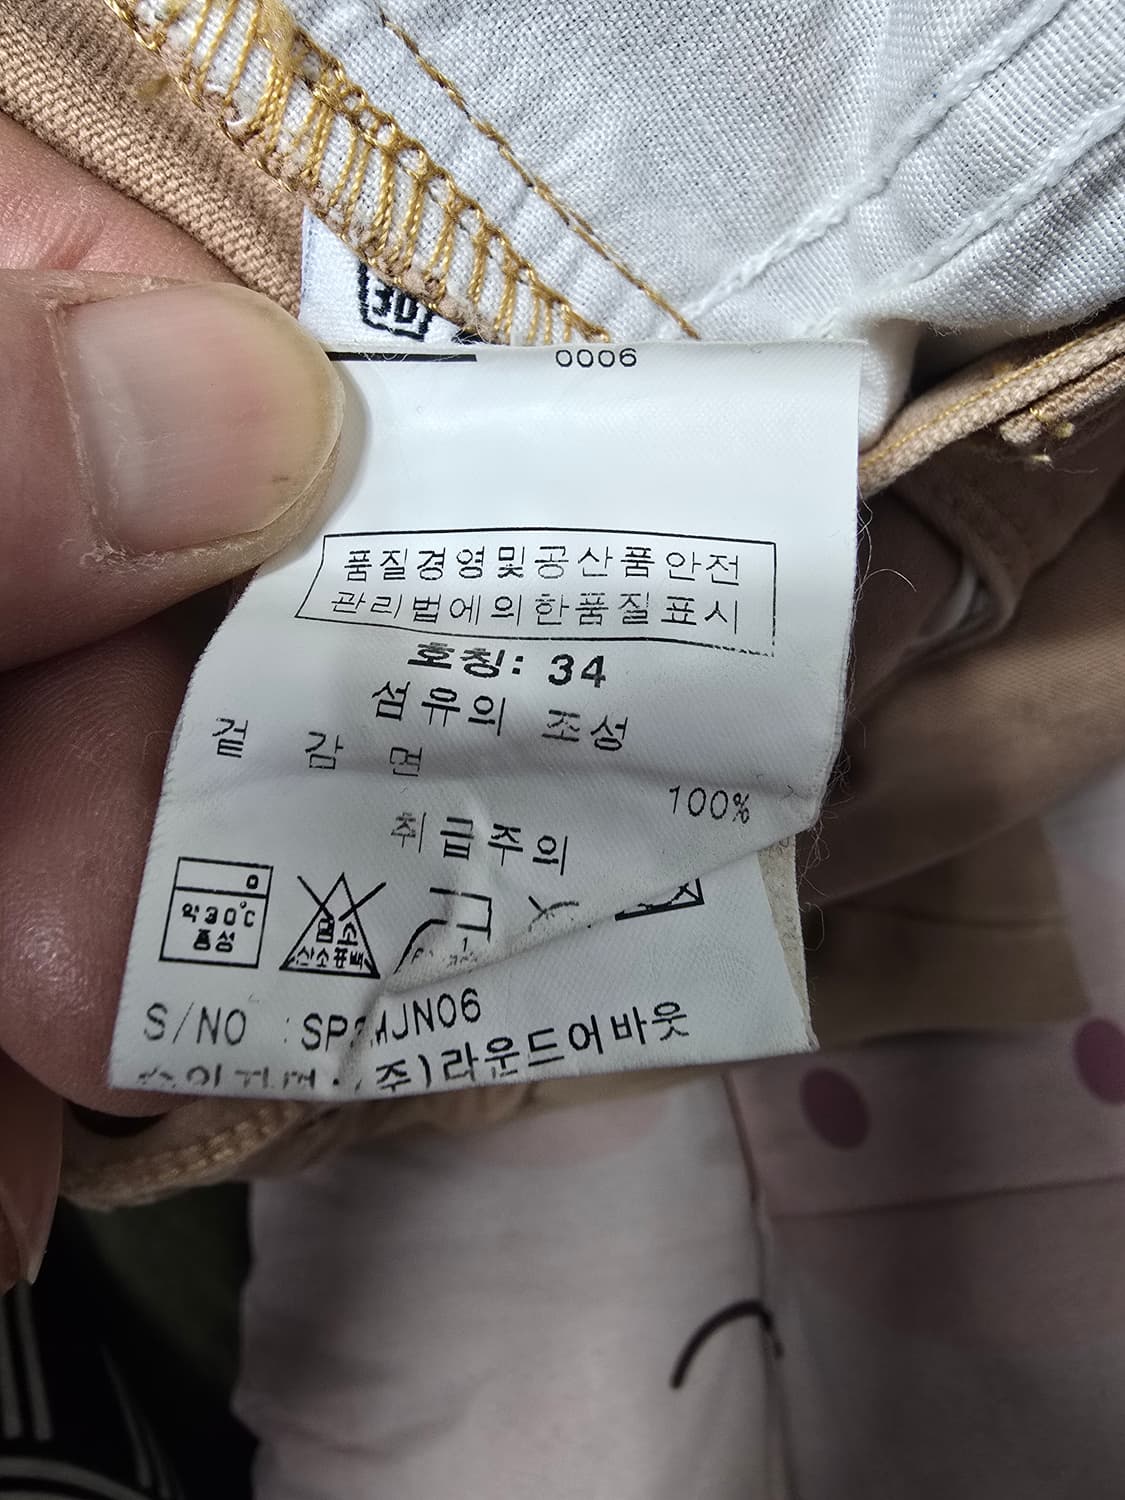 0006
품질경영및공산품안전
관리법에의한품질표시
호칭: 34
섬유의 조성
겉 감 면
100%
취급주의
약30℃
중성
염소
산소표백
S/NO : JN06
(주)라운드어바웃